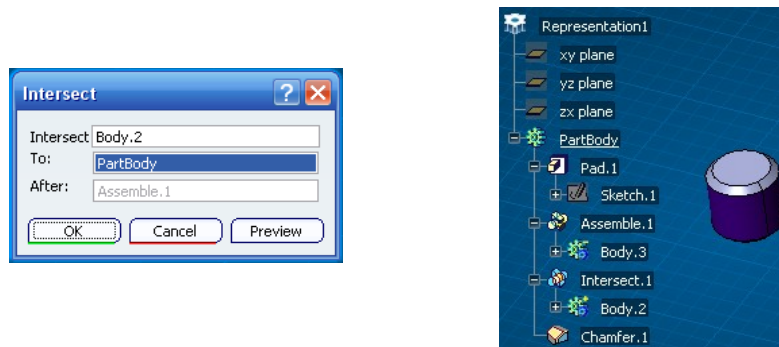 Intersect
Intersect Body.2
To: PartBody
After: Assemble.1
OK Cancel Preview
Representation1
xy plane
yz plane
zx plane
PartBody
Pad.1
Sketch.1
Assemble.1
Body.3
Intersect.1
Body.2
Chamfer.1